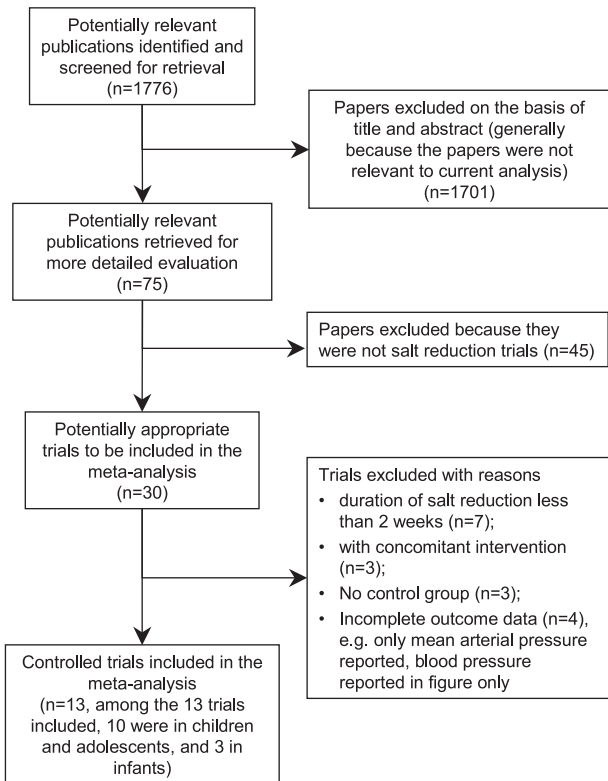 Potentially relevant
publications identified and
screened for retrieval
(n=1776)
Papers excluded on the basis of
title and abstract (generally
because the papers were not
relevant to current analysis)
(n=1701)
Potentially relevant
publications retrieved for
more detailed evaluation
(n=75)
Papers excluded because they
were not salt reduction trials (n=45)
Potentially appropriate
trials to be included in the
meta-analysis
(n=30)
Trials excluded with reasons
• duration of salt reduction less
than 2 weeks (n=7);
• with concomitant intervention
(n=3);
• No control group (n=3);
• Incomplete outcome data (n=4),
e.g. only mean arterial pressure
reported, blood pressure
reported in figure only
Controlled trials included in the
meta-analysis
(n=13, among the 13 trials
included, 10 were in children
and adolescents, and 3 in
infants)